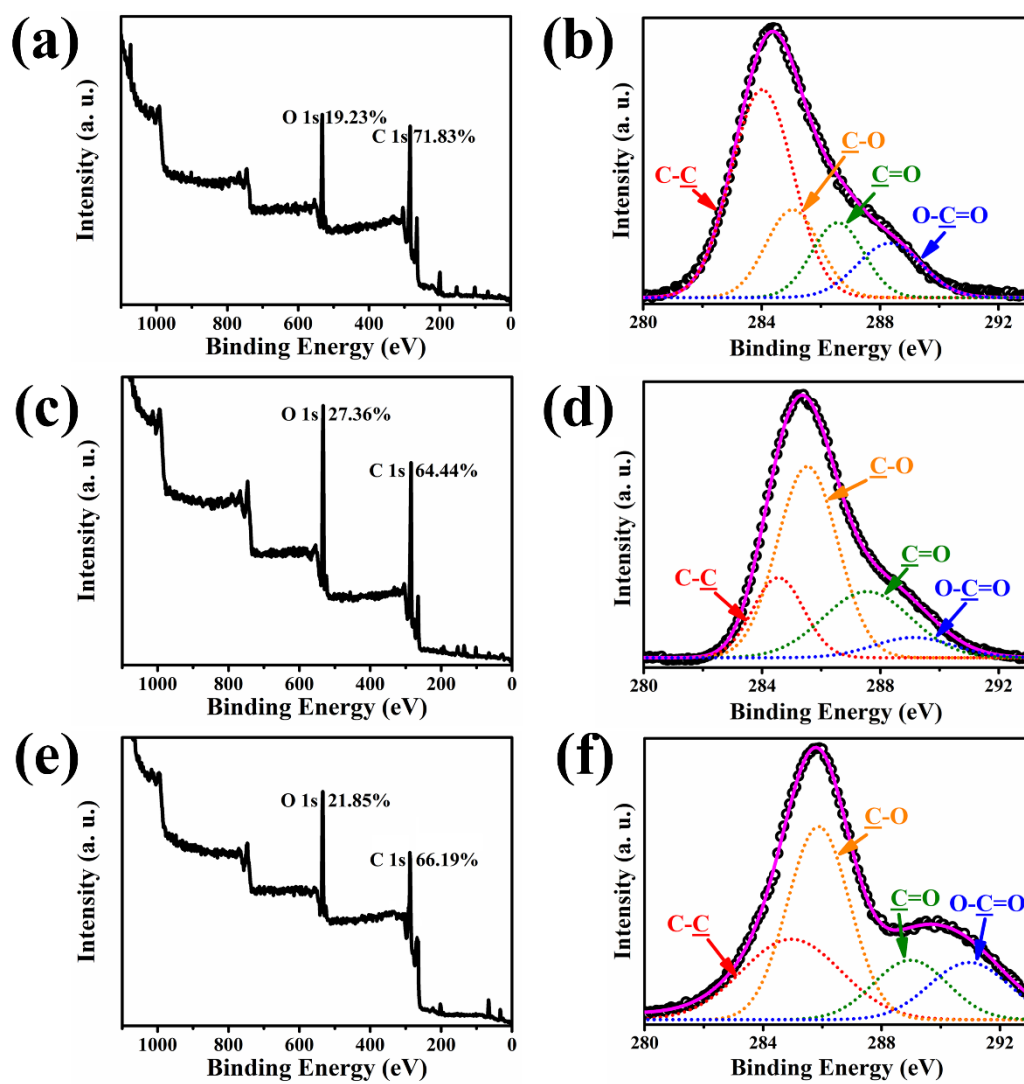 (a)
O 1s 19.23%
C 1s 71.83%
Intensity (a. u.)
1000 800 600 400 200 0
Binding Energy (eV)
(b)
C-C
C-O
C=O
O-C=O
Intensity (a. u.)
280 284 288 292
Binding Energy (eV)
(c)
O 1s 27.36%
C 1s 64.44%
Intensity (a. u.)
1000 800 600 400 200 0
Binding Energy (eV)
(d)
C-O
C=O
C-C
O-C=O
Intensity (a. u.)
280 284 288 292
Binding Energy (eV)
(e)
O 1s 21.85%
C 1s 66.19%
Intensity (a. u.)
1000 800 600 400 200 0
Binding Energy (eV)
(f)
C-O
C=O
O-C=O
C-C
Intensity (a. u.)
280 284 288 292
Binding Energy (eV)